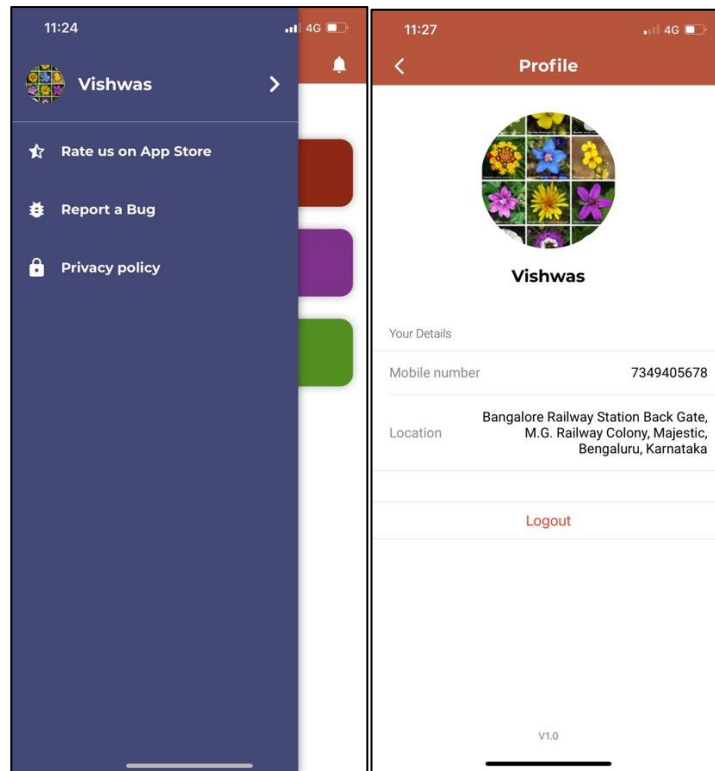 11:24
4G
Vishwas
Rate us on App Store
Report a Bug
Privacy policy
11:27
4G
Profile
Vishwas
Your Details
Mobile number 7349405678
Location
Bangalore Railway Station Back Gate,
M.G. Railway Colony, Majestic,
Bengaluru, Karnataka
Logout
V1.0